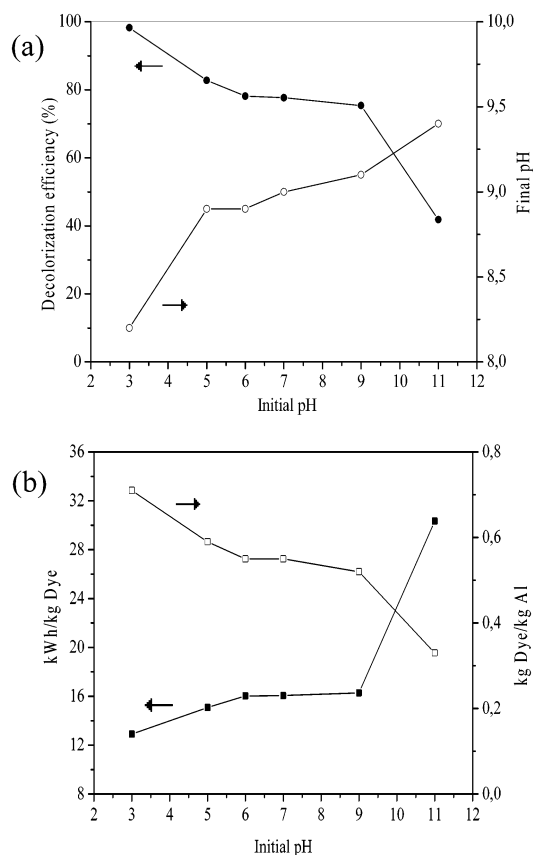 (a)
100
80
60
40
20
0
Decolorization efficiency (%)
10,0
9,5
9,0
8,5
8,0
Final pH
2 3 4 5 6 7 8 9 10 11 12
Initial pH
(b)
36
32
28
24
20
16
12
8
kWh/kg Dye
0,8
0,6
0,4
0,2
0,0
kg Dye/kg Al
2 3 4 5 6 7 8 9 10 11 12
Initial pH